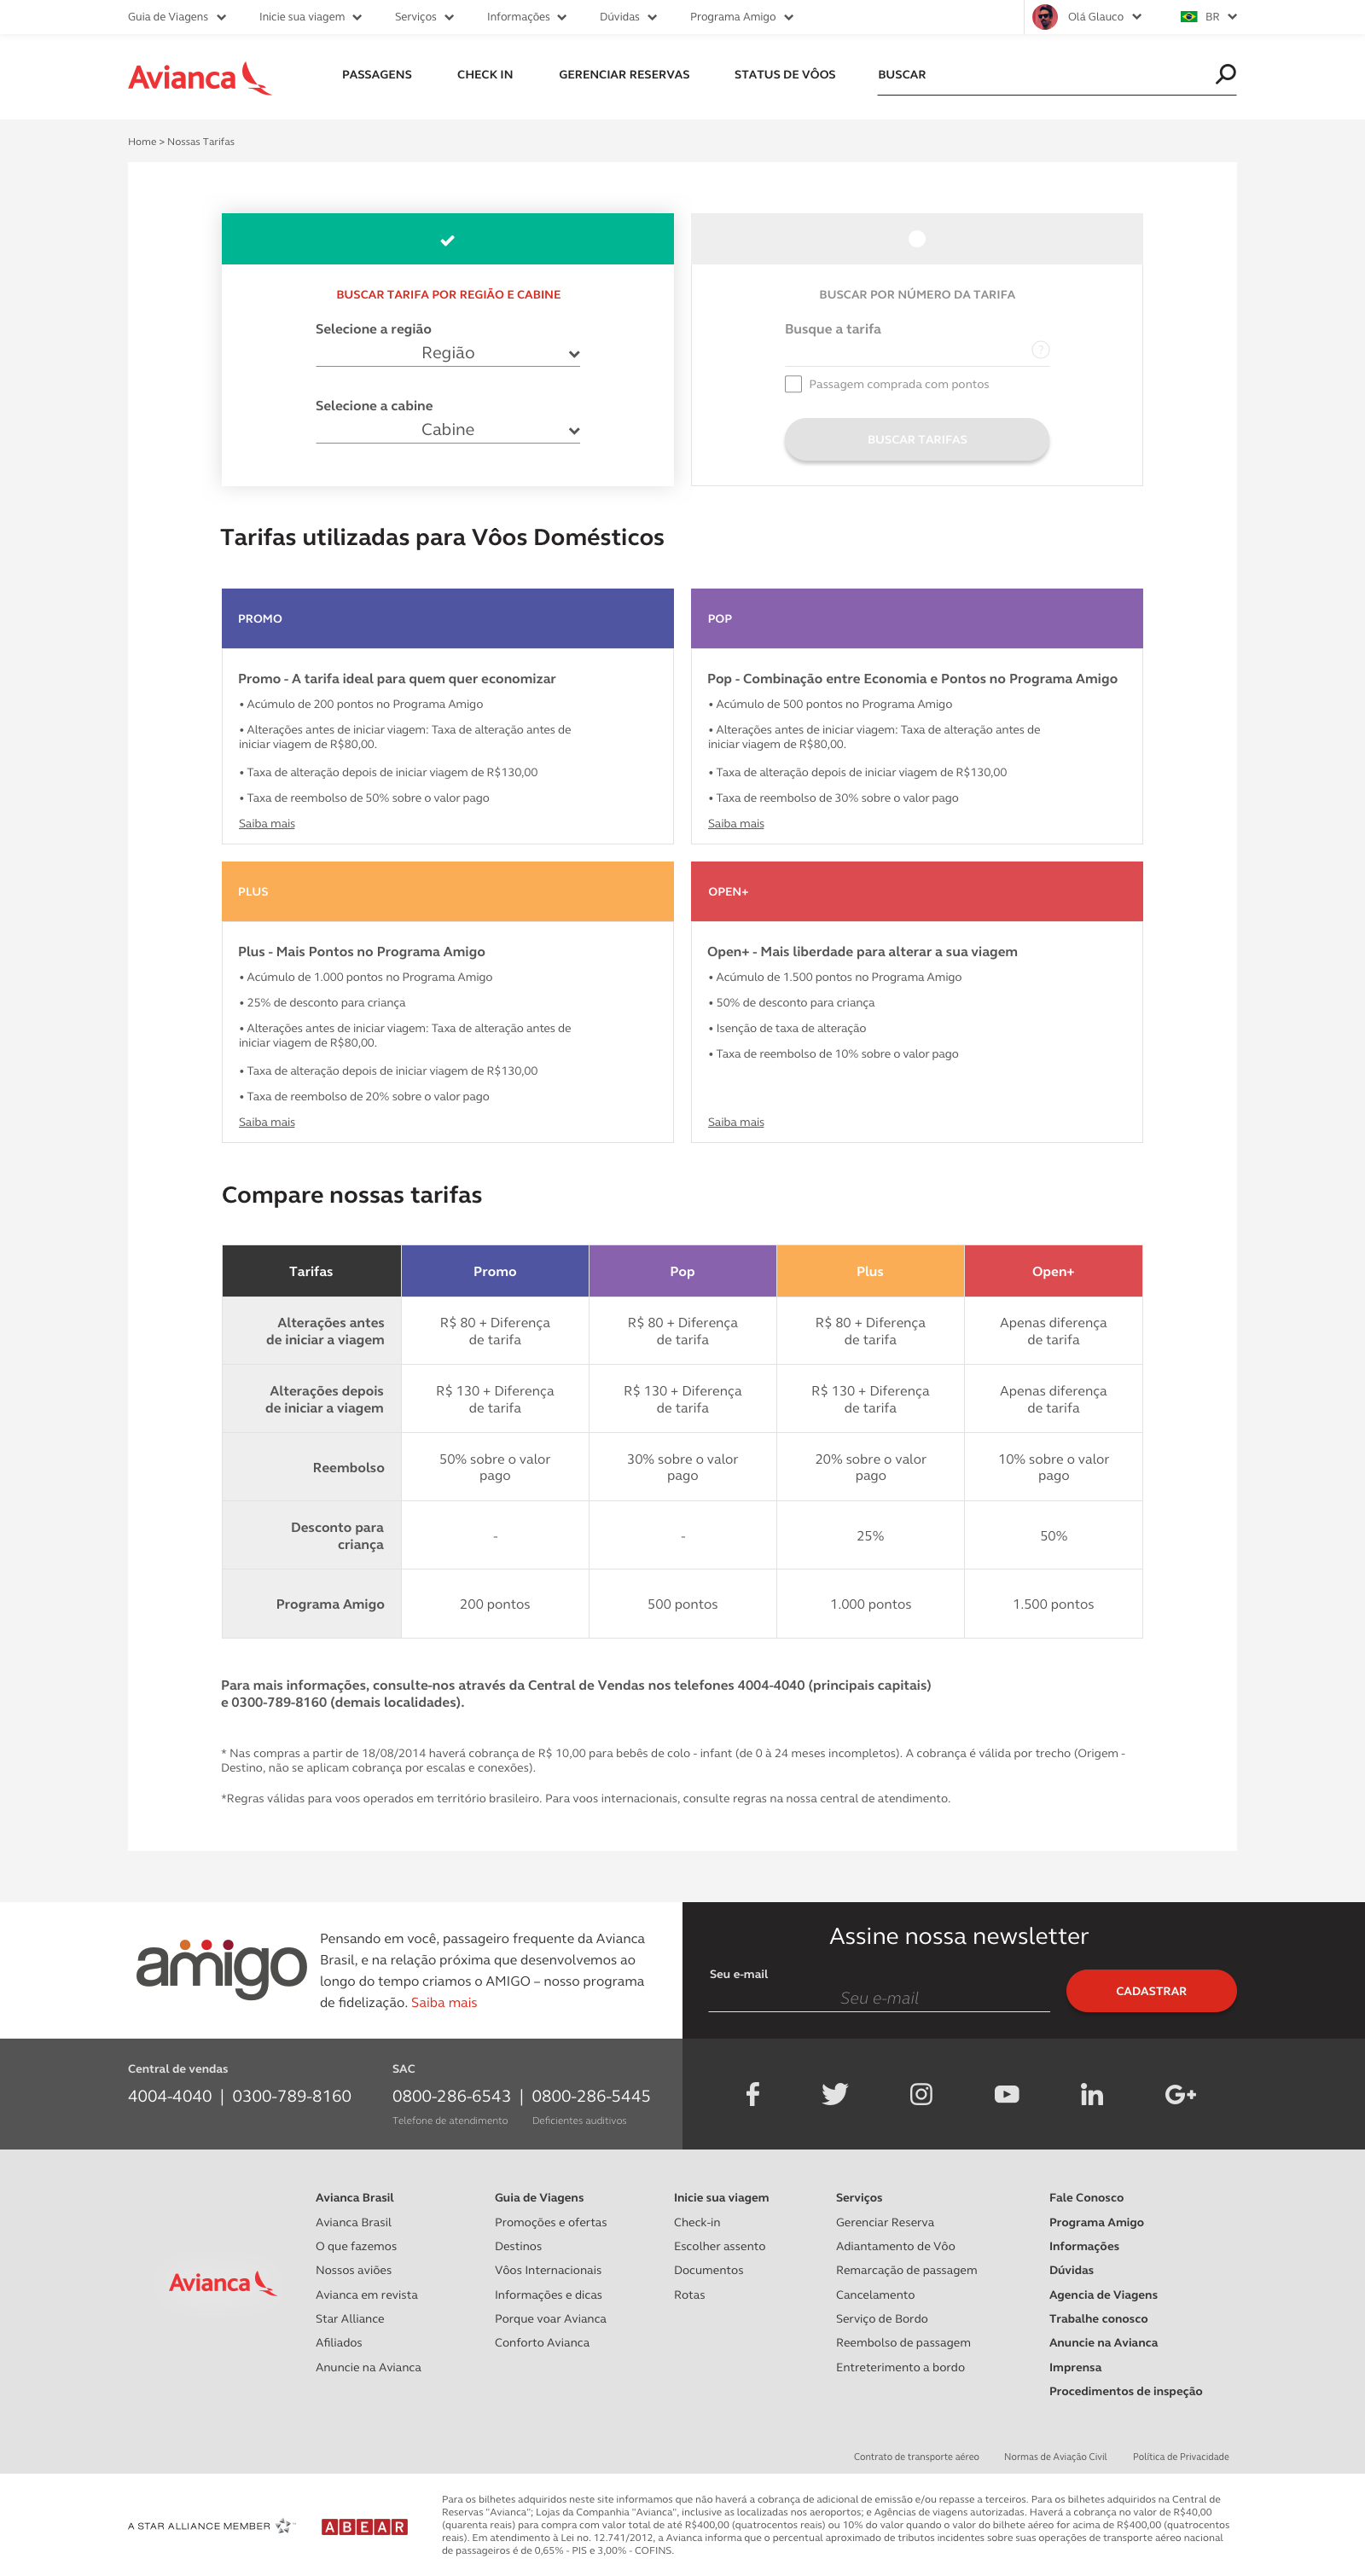 Guia de Viagens
Inicie sua viagem
Serviços
Informações
Dúvidas
Programa Amigo
Olá Glauco
BR
Avianca
PASSAGENS
CHECK IN
GERENCIAR RESERVAS
STATUS DE VÔOS
BUSCAR
Home > Nossas Tarifas
BUSCAR TARIFA POR REGIÃO E CABINE
Selecione a região
Região
Selecione a cabine
Cabine
BUSCAR POR NÚMERO DA TARIFA
Busque a tarifa
?
Passagem comprada com pontos
BUSCAR TARIFAS
Tarifas utilizadas para Vôos Domésticos
PROMO
Promo - A tarifa ideal para quem quer economizar
• Acúmulo de 200 pontos no Programa Amigo
• Alterações antes de iniciar viagem: Taxa de alteração antes de
iniciar viagem de R$80,00.
• Taxa de alteração depois de iniciar viagem de R$130,00
• Taxa de reembolso de 50% sobre o valor pago
Saiba mais
POP
Pop - Combinação entre Economia e Pontos no Programa Amigo
• Acúmulo de 500 pontos no Programa Amigo
• Alterações antes de iniciar viagem: Taxa de alteração antes de
iniciar viagem de R$80,00.
• Taxa de alteração depois de iniciar viagem de R$130,00
• Taxa de reembolso de 30% sobre o valor pago
Saiba mais
PLUS
Plus - Mais Pontos no Programa Amigo
• Acúmulo de 1.000 pontos no Programa Amigo
• 25% de desconto para criança
• Alterações antes de iniciar viagem: Taxa de alteração antes de
iniciar viagem de R$80,00.
• Taxa de alteração depois de iniciar viagem de R$130,00
• Taxa de reembolso de 20% sobre o valor pago
Saiba mais
OPEN+
Open+ - Mais liberdade para alterar a sua viagem
• Acúmulo de 1.500 pontos no Programa Amigo
• 50% de desconto para criança
• Isenção de taxa de alteração
• Taxa de reembolso de 10% sobre o valor pago
Saiba mais
Compare nossas tarifas
Tarifas
Promo
Pop
Plus
Open+
Alterações antes
de iniciar a viagem
R$ 80 + Diferença
de tarifa
R$ 80 + Diferença
de tarifa
R$ 80 + Diferença
de tarifa
Apenas diferença
de tarifa
Alterações depois
de iniciar a viagem
R$ 130 + Diferença
de tarifa
R$ 130 + Diferença
de tarifa
R$ 130 + Diferença
de tarifa
Apenas diferença
de tarifa
Reembolso
50% sobre o valor
pago
30% sobre o valor
pago
20% sobre o valor
pago
10% sobre o valor
pago
Desconto para
criança
-
-
25%
50%
Programa Amigo
200 pontos
500 pontos
1.000 pontos
1.500 pontos
Para mais informações, consulte-nos através da Central de Vendas nos telefones 4004-4040 (principais capitais)
e 0300-789-8160 (demais localidades).
* Nas compras a partir de 18/08/2014 haverá cobrança de R$ 10,00 para bebês de colo - infant (de 0 à 24 meses incompletos). A cobrança é válida por trecho (Origem -
Destino, não se aplicam cobrança por escalas e conexões).
*Regras válidas para voos operados em território brasileiro. Para voos internacionais, consulte regras na nossa central de atendimento.
amigo
Pensando em você, passageiro frequente da Avianca
Brasil, e na relação próxima que desenvolvemos ao
longo do tempo criamos o AMIGO – nosso programa
de fidelização. Saiba mais
Assine nossa newsletter
Seu e-mail
Seu e-mail
CADASTRAR
Central de vendas
4004-4040 | 0300-789-8160
SAC
0800-286-6543 | 0800-286-5445
Telefone de atendimento
Deficientes auditivos
Avianca
Avianca Brasil
Avianca Brasil
O que fazemos
Nossos aviões
Avianca em revista
Star Alliance
Afiliados
Anuncie na Avianca
Guia de Viagens
Promoções e ofertas
Destinos
Vôos Internacionais
Informações e dicas
Porque voar Avianca
Conforto Avianca
Inicie sua viagem
Check-in
Escolher assento
Documentos
Rotas
Serviços
Gerenciar Reserva
Adiantamento de Vôo
Remarcação de passagem
Cancelamento
Serviço de Bordo
Reembolso de passagem
Entreterimento a bordo
Fale Conosco
Programa Amigo
Informações
Dúvidas
Agencia de Viagens
Trabalhe conosco
Anuncie na Avianca
Imprensa
Procedimentos de inspeção
Contrato de transporte aéreo
Normas de Aviação Civil
Política de Privacidade
A STAR ALLIANCE MEMBER
ABEAR
Para os bilhetes adquiridos neste site informamos que não haverá a cobrança de adicional de emissão e/ou repasse a terceiros. Para os bilhetes adquiridos na Central de
Reservas "Avianca"; Lojas da Companhia "Avianca", inclusive as localizadas nos aeroportos; e Agências de viagens autorizadas. Haverá a cobrança no valor de R$40,00
(quarenta reais) para compra com valor total de até R$400,00 (quatrocentos reais) ou 10% do valor quando o valor do bilhete aéreo for acima de R$400,00 (quatrocentos
reais). Em atendimento à Lei no. 12.741/2012, a Avianca informa que o percentual aproximado de tributos incidentes sobre suas operações de transporte aéreo nacional
de passageiros é de 0,65% - PIS e 3,00% - COFINS.